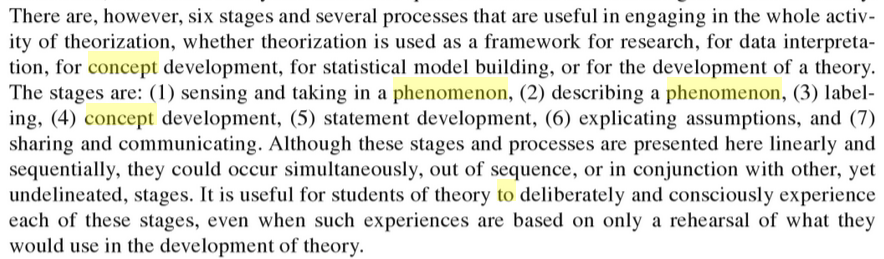 There are, however, six stages and several processes that are useful in engaging in the whole activ-
ity of theorization, whether theorization is used as a framework for research, for data interpreta-
tion, for concept development, for statistical model building, or for the development of a theory.
The stages are: (1) sensing and taking in a phenomenon, (2) describing a phenomenon, (3) label-
ing, (4) concept development, (5) statement development, (6) explicating assumptions, and (7)
sharing and communicating. Although these stages and processes are presented here linearly and
sequentially, they could occur simultaneously, out of sequence, or in conjunction with other, yet
undelineated, stages. It is useful for students of theory to deliberately and consciously experience
each of these stages, even when such experiences are based on only a rehearsal of what they
would use in the development of theory.